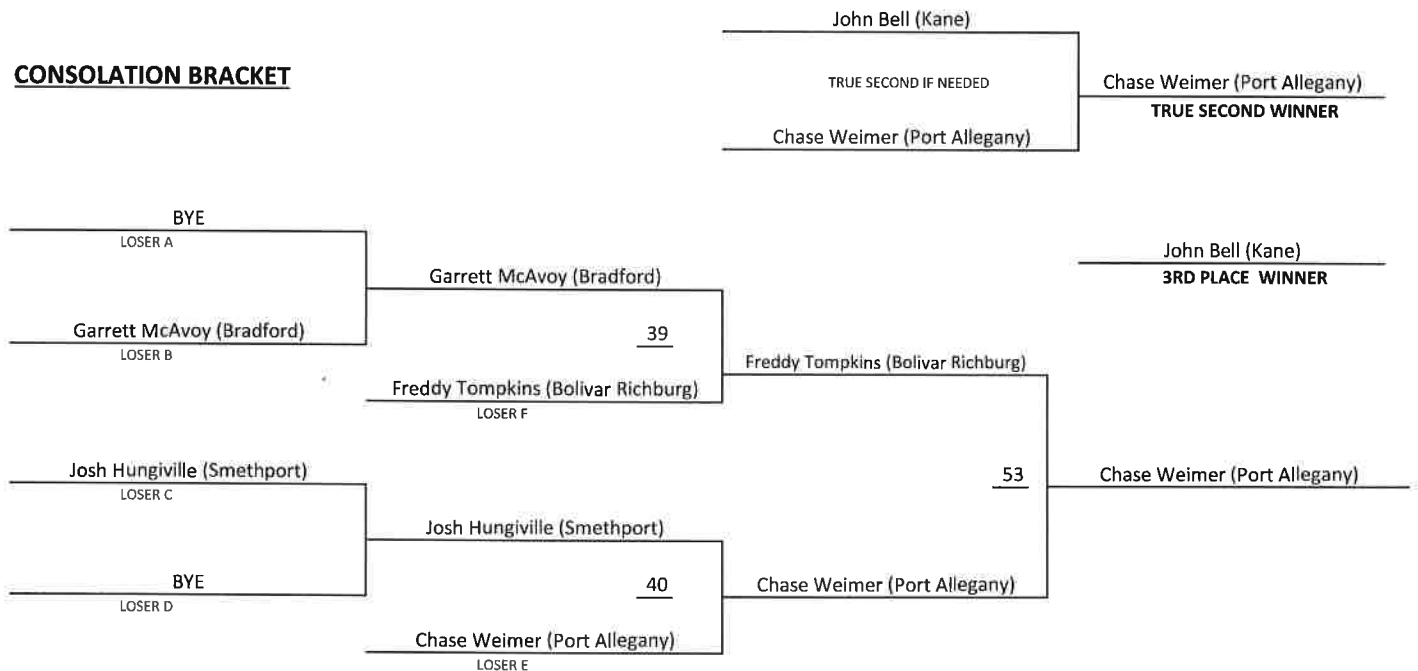 John Bell (Kane)
CONSOLATION BRACKET
TRUE SECOND IF NEEDED
Chase Weimer (Port Allegany)
TRUE SECOND WINNER
Chase Weimer (Port Allegany)
BYE
LOSER A
John Bell (Kane)
3RD PLACE WINNER
Garrett McAvoy (Bradford)
Garrett McAvoy (Bradford)
LOSER B
39
Freddy Tompkins (Bolivar Richburg)
Freddy Tompkins (Bolivar Richburg)
LOSER F
Josh Hungiville (Smethport)
LOSER C
53
Chase Weimer (Port Allegany)
Josh Hungiville (Smethport)
BYE
LOSER D
40
Chase Weimer (Port Allegany)
Chase Weimer (Port Allegany)
LOSER E